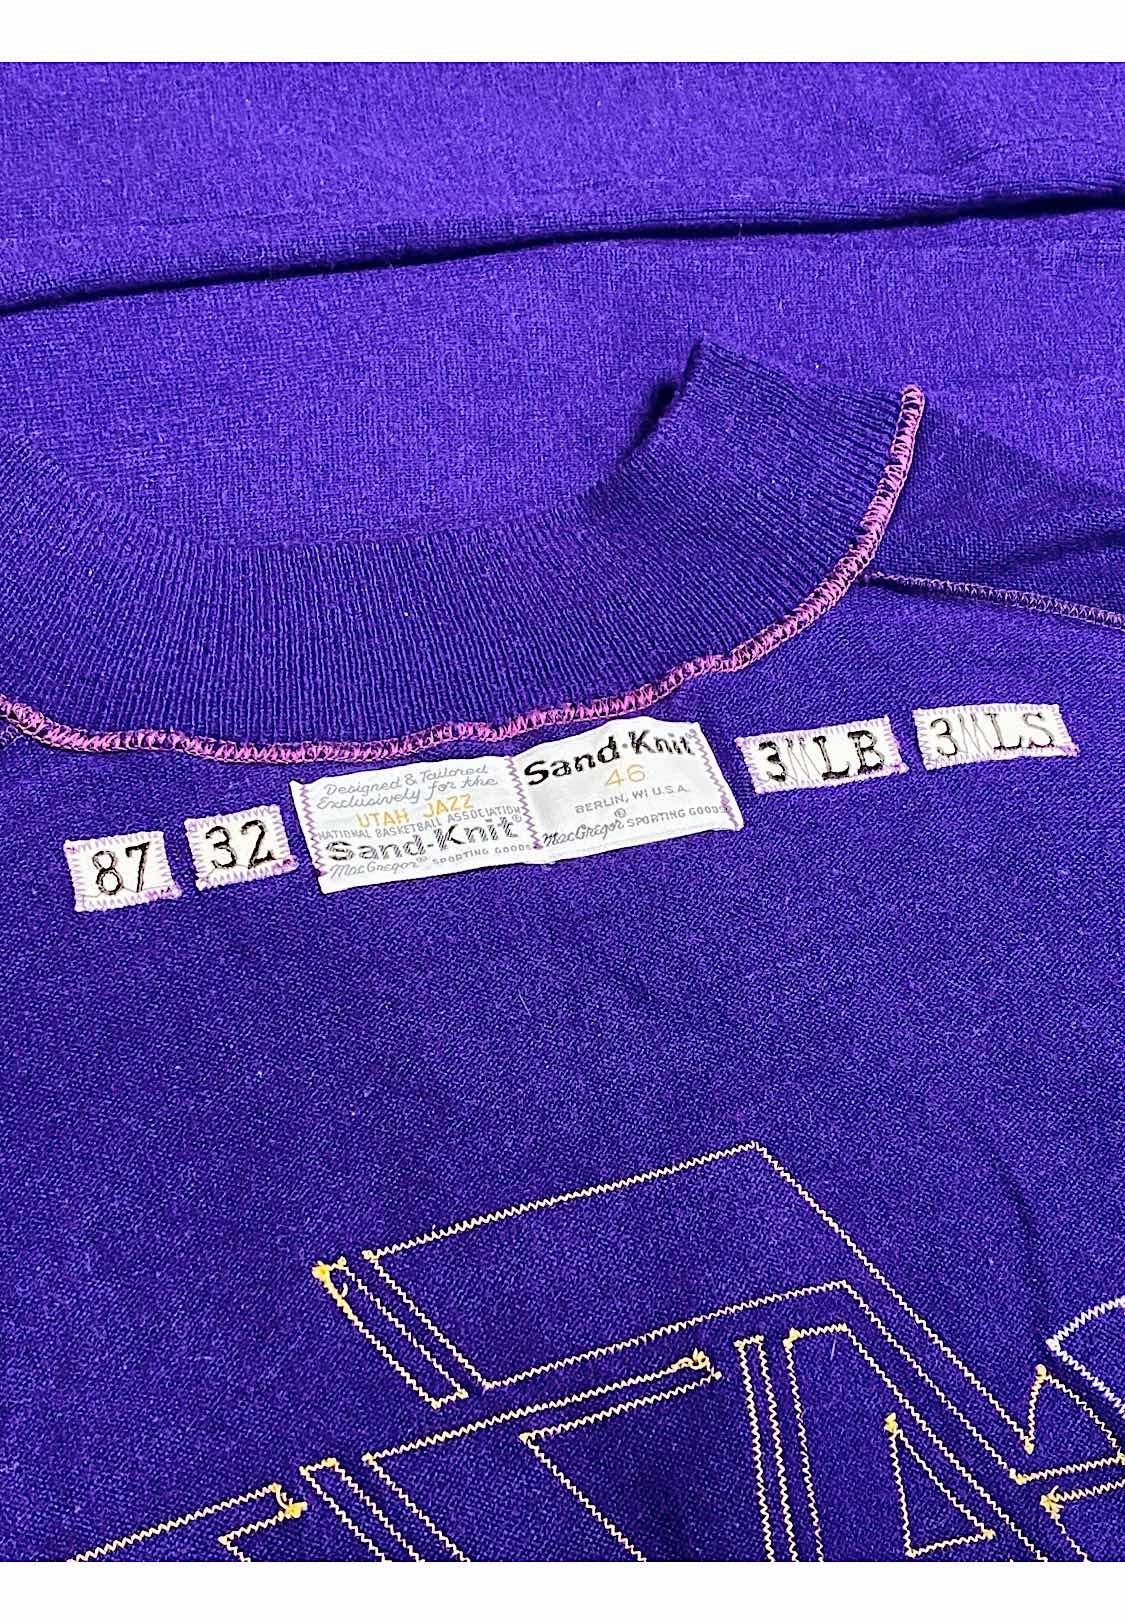 87
32
Designed & Tailored
Exclusively for the
UTAH JAZZ
NATIONAL BASKETBALL ASSOCIATION
Sand-Knit®
MacGregor® SPORTING GOODS
Sand-Knit®
46
BERLIN, WI U.S.A.
MacGregor® SPORTING GOODS
3"LB
3"LS